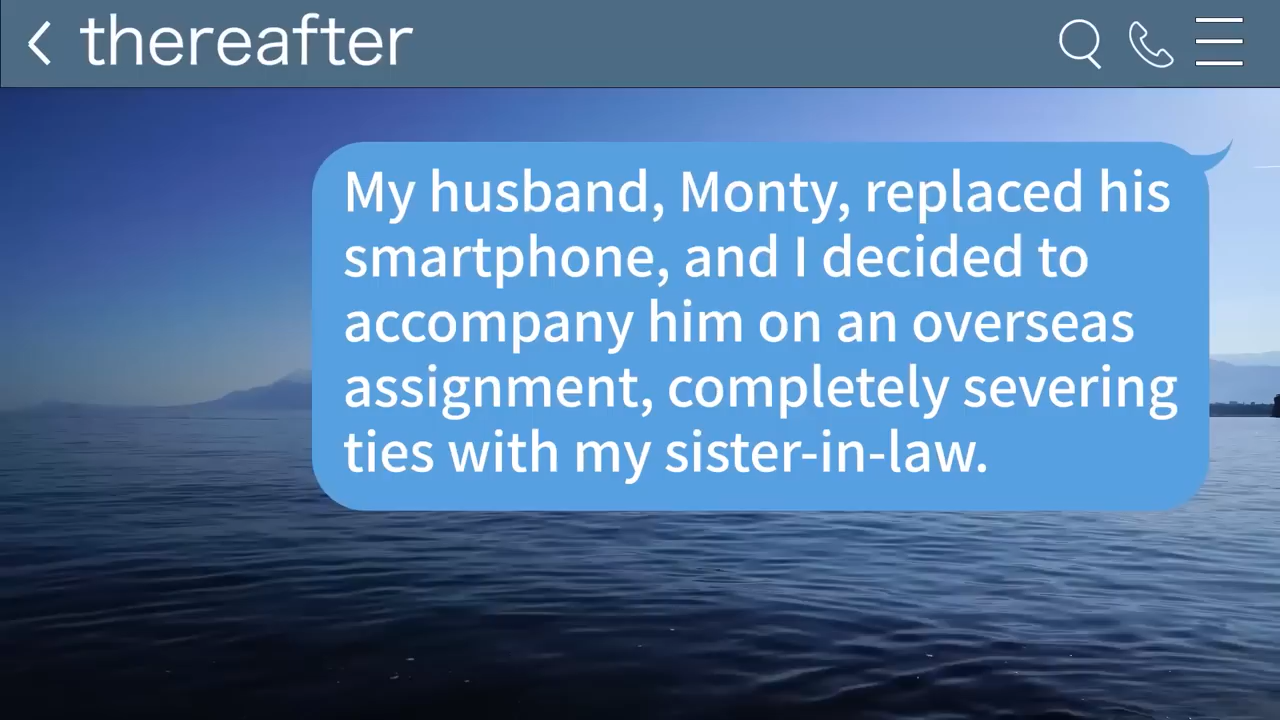 thereafter
My husband, Monty, replaced his
smartphone, and I decided to
accompany him on an overseas
assignment, completely severing
ties with my sister-in-law.